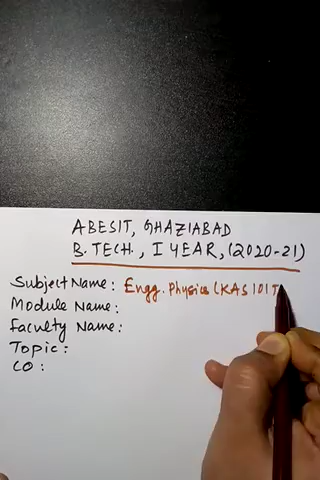 ABESIT, GHAZIABAD
B.TECH., I YEAR, (2020-21)
Subject Name: Engg. Physics (KAS 101T
Module Name:
Faculty Name:
Topic:
CO: